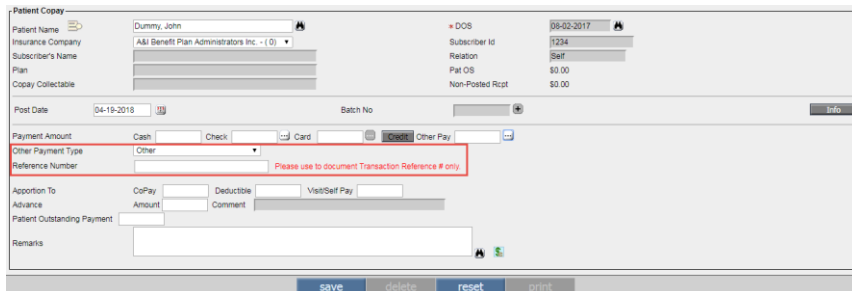 Patient Copay
Patient Name Dummy, John * DOS 08-02-2017
Insurance Company A&I Benefit Plan Administrators Inc. - ( 0) Subscriber Id 1234
Subscriber's Name Relation Self
Plan Pat OS $0.00
Copay Collectable Non-Posted Rcpt $0.00
Post Date 04-19-2018 Batch No Info
Payment Amount Cash Check Card Credit Other Pay
Other Payment Type Other
Reference Number Please use to document Transaction Reference # only.
Apportion To CoPay Deductible Visit/Self Pay
Advance Amount Comment
Patient Outstanding Payment
Remarks
save delete reset print